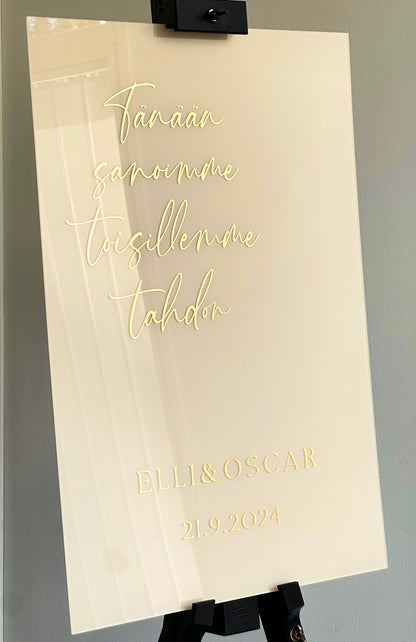 Tänään
sanoimme
toisillemme
tahdon
ELLI&OSCAR
21.9.2024